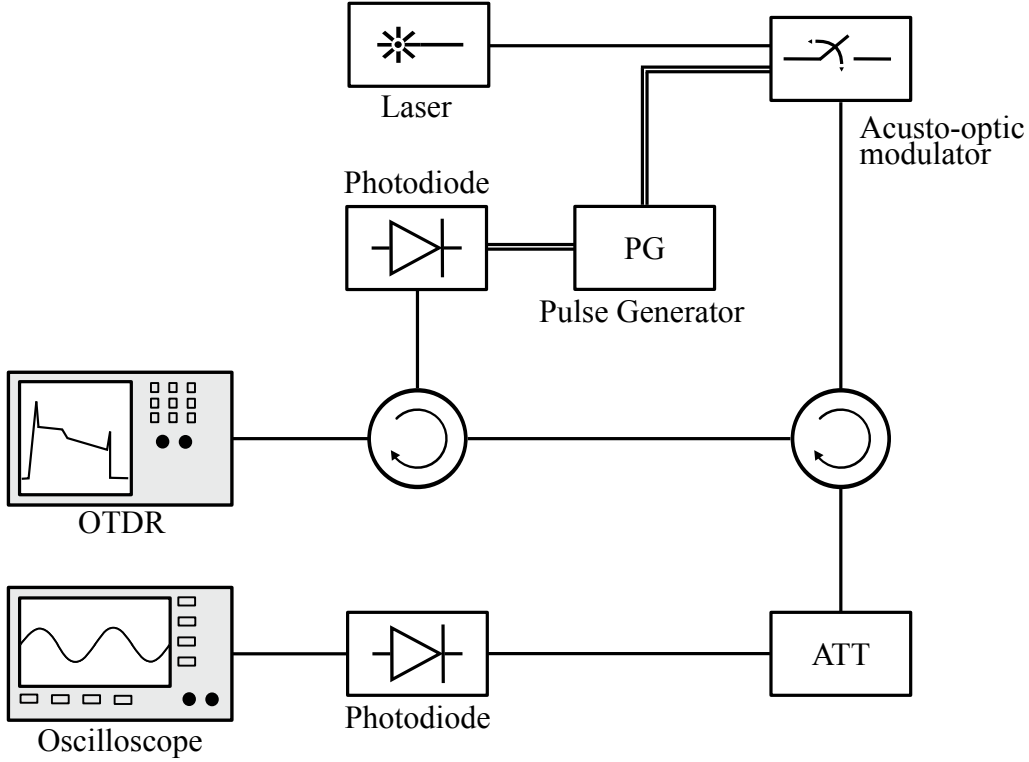 Laser
Acusto-optic
modulator
Photodiode
PG
Pulse Generator
OTDR
ATT
Photodiode
Oscilloscope